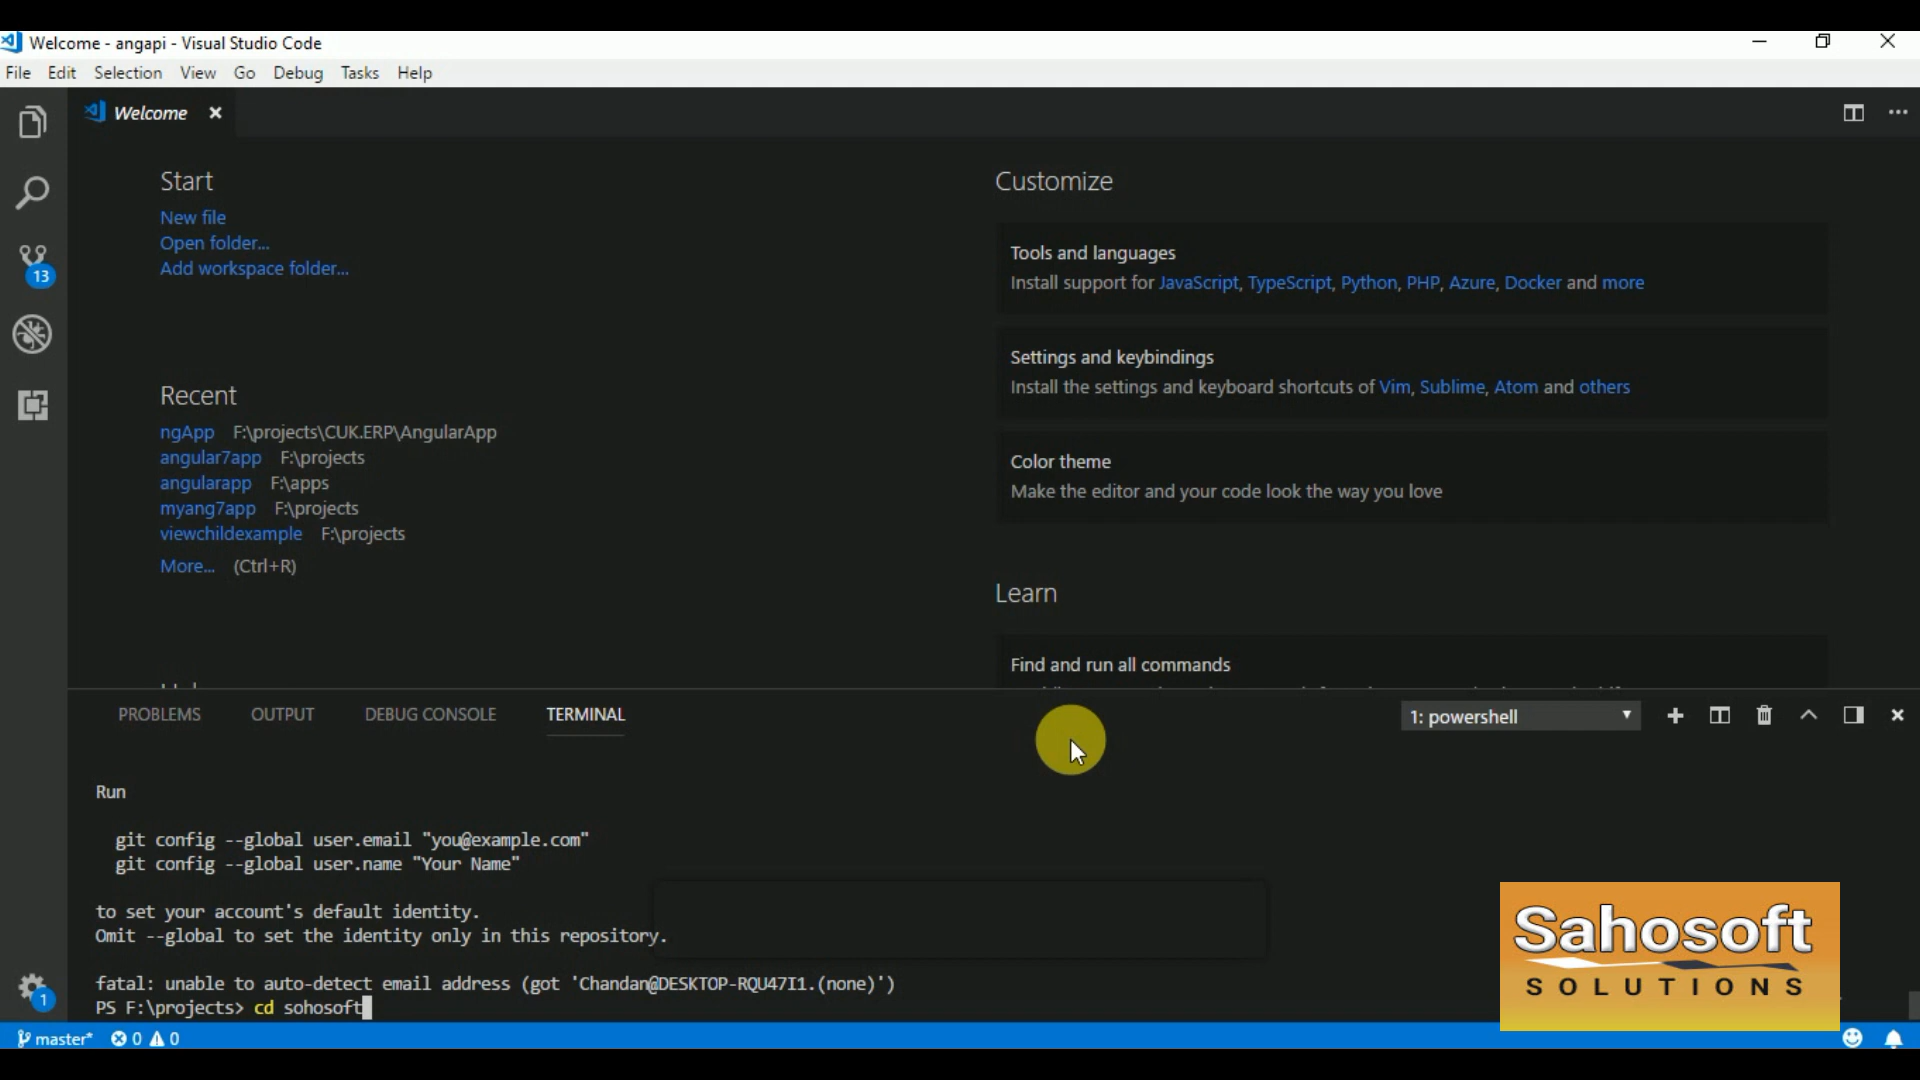 Welcome - angapi - Visual Studio Code
File Edit Selection View Go Debug Tasks Help
Welcome
Start
New file
Open folder...
Add workspace folder...
13
Recent
ngApp F:\projects\CUK.ERP\AngularApp
angular7app F:\projects
angularapp F:\apps
myang7app F:\projects
viewchildexample F:\projects
More... (Ctrl+R)
Customize
Tools and languages
Install support for JavaScript, TypeScript, Python, PHP, Azure, Docker and more
Settings and keybindings
Install the settings and keyboard shortcuts of Vim, Sublime, Atom and others
Color theme
Make the editor and your code look the way you love
Learn
Find and run all commands
PROBLEMS OUTPUT DEBUG CONSOLE TERMINAL
1: powershell
Run
git config --global user.email "you@example.com"
git config --global user.name "Your Name"
to set your account's default identity.
Omit --global to set the identity only in this repository.
fatal: unable to auto-detect email address (got 'Chandan@DESKTOP-RQU47I1.(none)')
PS F:\projects> cd sohosoft
1
Sahosoft
SOLUTIONS
master* 0 0